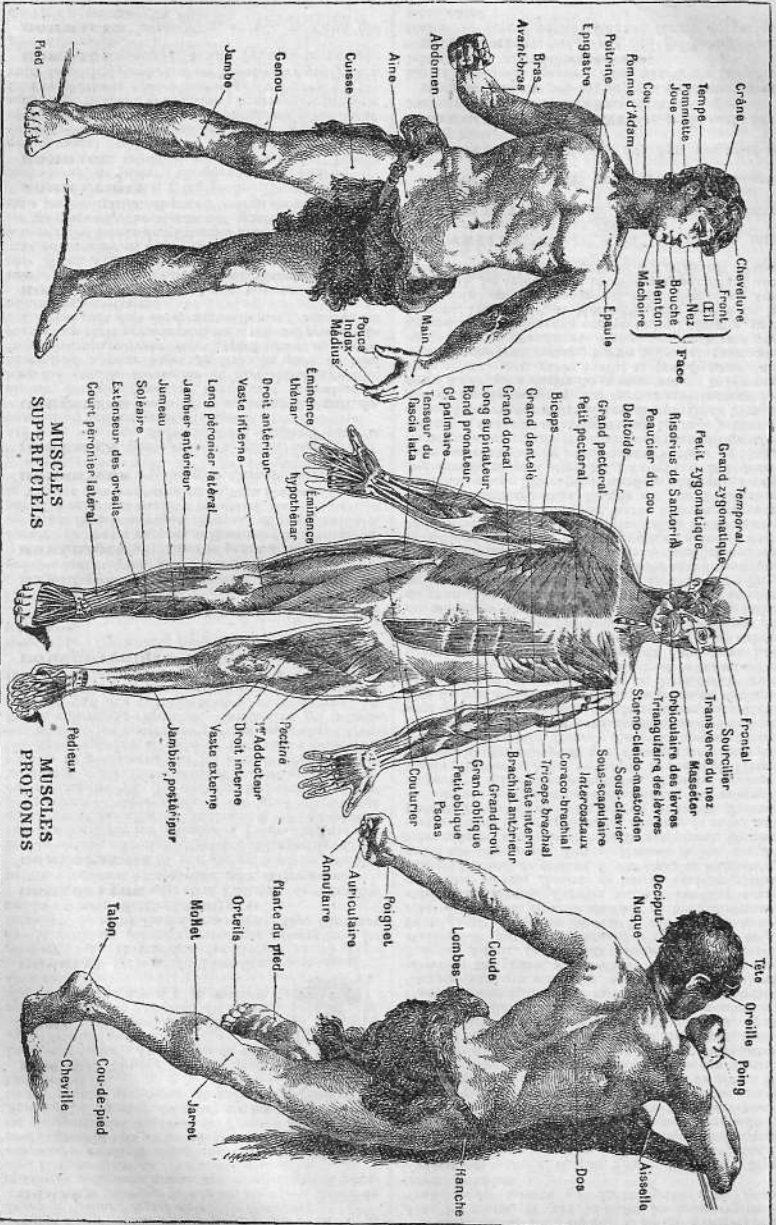 Crâne
Tempe
Pommette
Joue
Cou
Pomme d'Adam
Poitrine
Epigastre
Bras
Avant-bras
Abdomen
Aine
Cuisse
Genou
Jambe
Pied
Chevelure
Front
Œil
Nez
Bouche
Menton
Mâchoire
Face
Epaule
Main
Pouce
Index
Médius
Temporal
Grand zygomatique
Petit zygomatique
Risorius de Santorin
Peaucier du cou
Deltoïde
Grand pectoral
Petit pectoral
Biceps
Grand dentelé
Grand dorsal
Long supinateur
Rond pronateur
Gd palmaire
Tenseur du
fascia lata
Eminence
thénar
Éminence
hypothénar
Droit antérieur
Vaste interne
Long péronier latéral
Jambier antérieur
Jumeau
Soléaire
Extenseur des orteils
Court péronier latéral
MUSCLES
SUPERFICIELS
Frontal
Sourcilier
Transverse du nez
Masséter
Orbiculaire des lèvres
Triangulaire des lèvres
Sterno-cleido-mastoïdien
Sous-clavier
Sous-scapulaire
Intercostaux
Coraco-brachial
Triceps brachial
Vaste interne
Brachial antérieur
Grand droit
Grand oblique
Petit oblique
Psoas
Couturier
Pectiné
1er Adducteur
Droit interne
Vaste externe
Jambier postérieur
Pédieux
MUSCLES
PROFONDS
Tête
Oreille
Poing
Occiput
Nuque
Aisselle
Dos
Coude
Lombes
Poignet
Auriculaire
Annulaire
Hanche
Plante du pied
Orteils
Mollet
Jarret
Talon
Cou-de-pied
Cheville